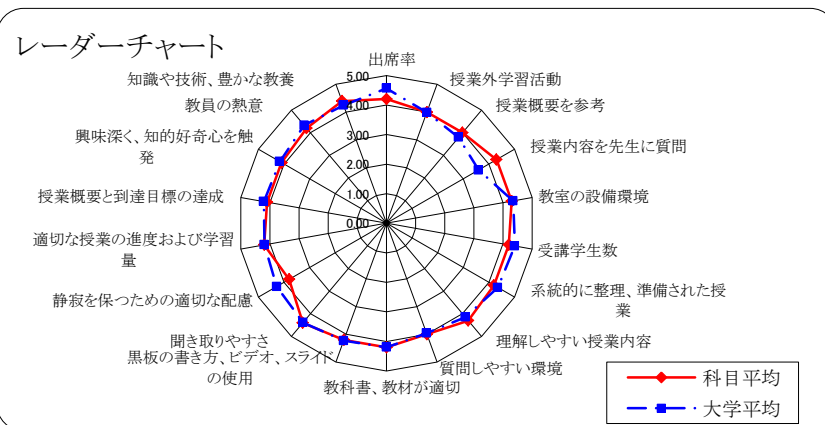 レーダーチャート
出席率
授業外学習活動
授業概要を参考
授業内容を先生に質問
教室の設備環境
受講学生数
系統的に整理、準備された授
業
理解しやすい授業内容
質問しやすい環境
教科書、教材が適切
黒板の書き方、ビデオ、スライド
の使用
聞き取りやすさ
静寂を保つための適切な配慮
適切な授業の進度および学習
量
授業概要と到達目標の達成
興味深く、知的好奇心を触
発
教員の熱意
知識や技術、豊かな教養
5.00
4.00
3.00
2.00
1.00
0.00
科目平均
大学平均